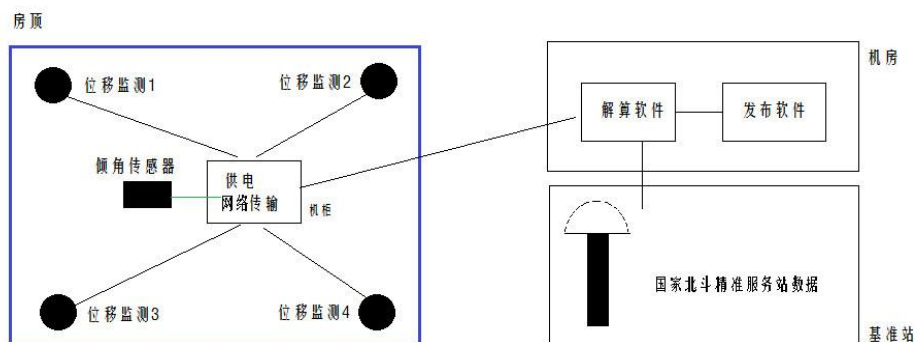 房顶
机房
位移监测1
位移监测2
解算软件
发布软件
倾角传感器
供电
网络传输
机柜
国家北斗精准服务站数据
位移监测3
位移监测4
基准站